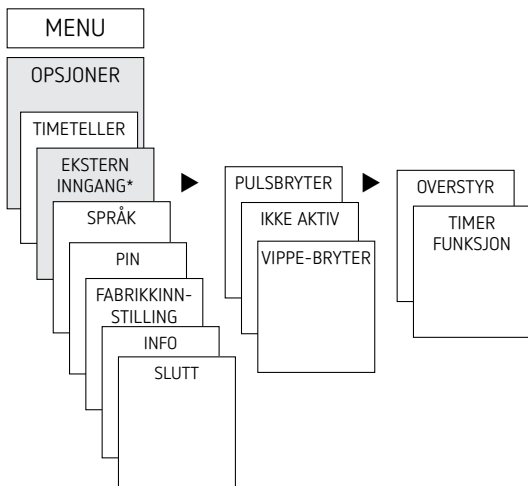 MENU
OPSJONER
TIMETELLER
EKSTERN
INNGANG*
SPRÅK
PIN
FABRIKKINN-
STILLING
INFO
SLUTT
PULSBRYTER
IKKE AKTIV
VIPPE-BRYTER
OVERSTYR
TIMER
FUNKSJON